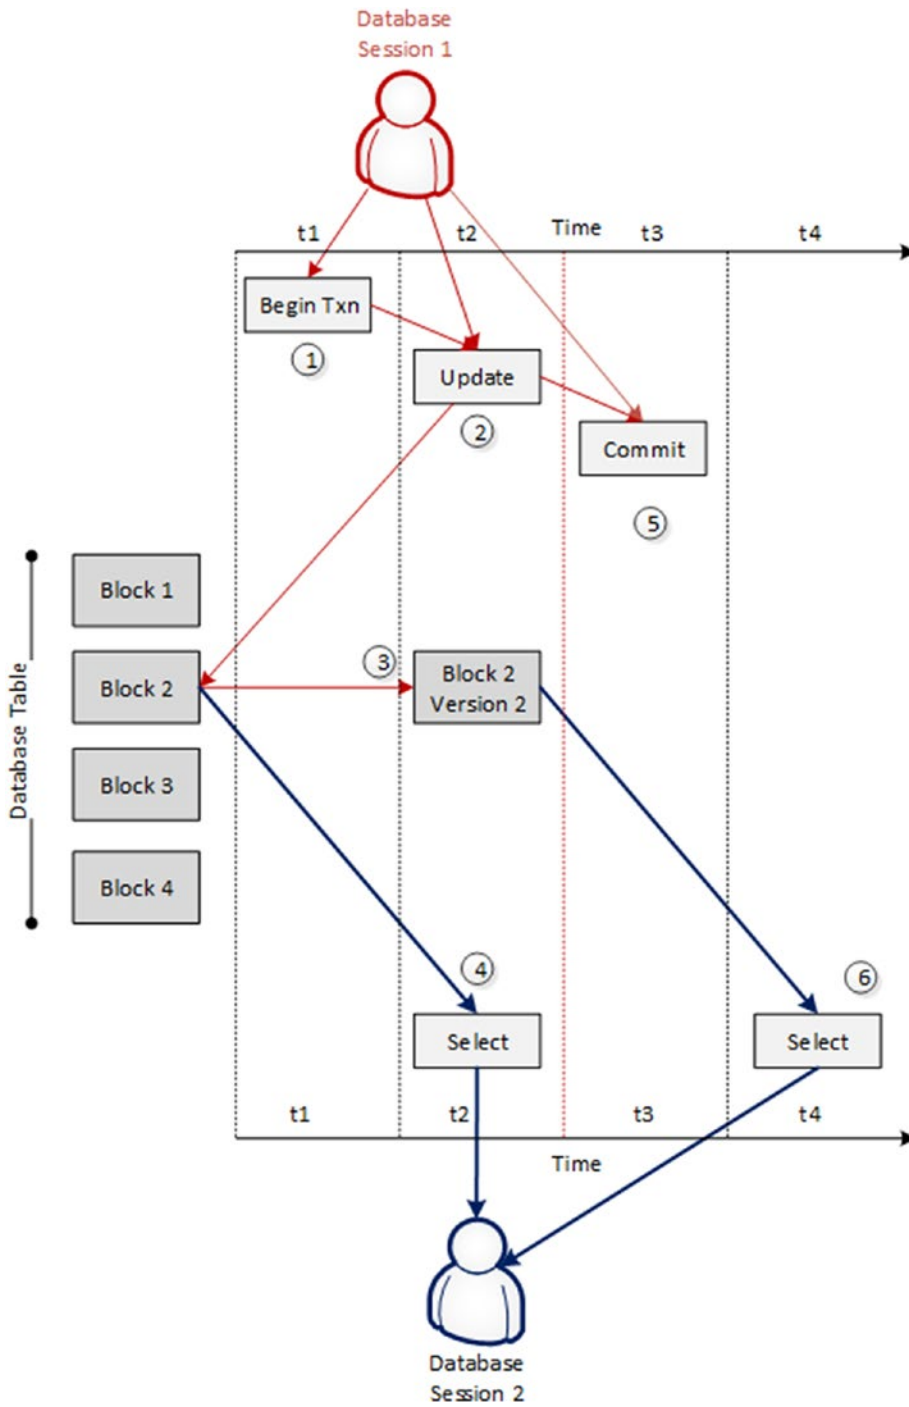 Database
Session 1
t1
t2
Time
t3
t4
Begin Txn
1
Update
2
Commit
5
Database Table
Block 1
Block 2
3
Block 2
Version 2
Block 3
Block 4
4
6
Select
Select
t1
t2
t3
t4
Time
Database
Session 2